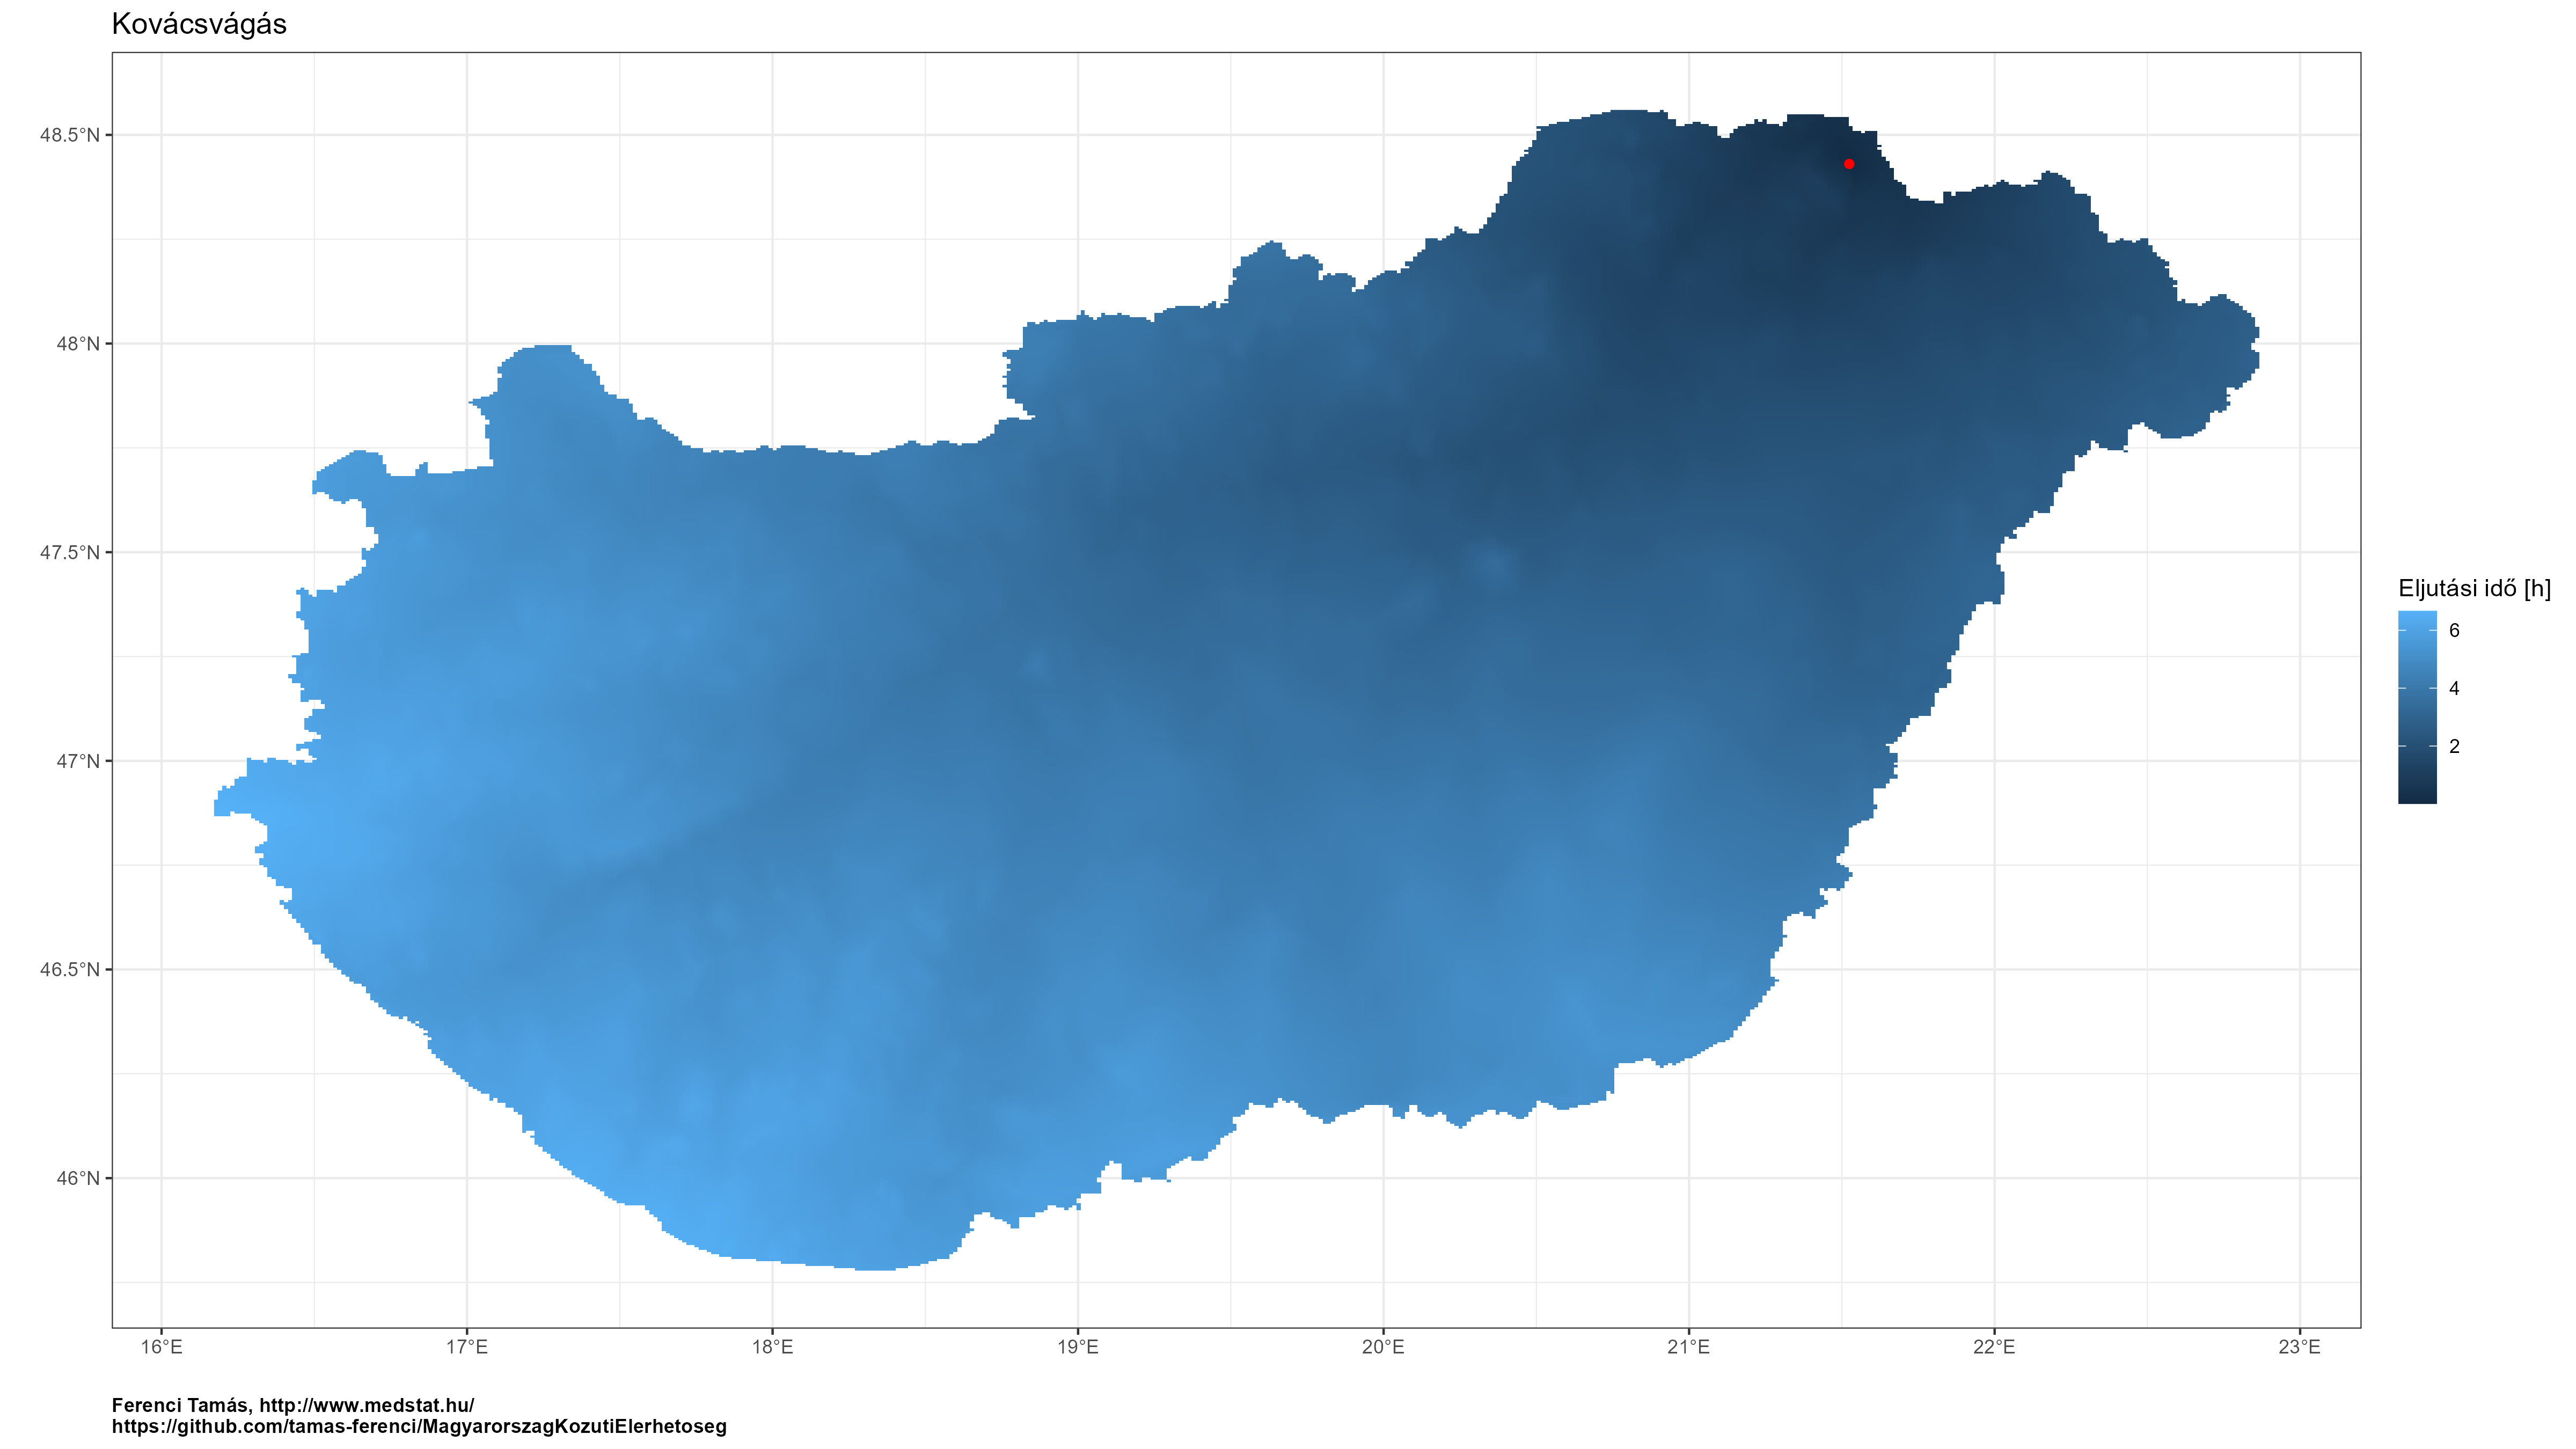 Kovácsvágás
48.5°N
48°N
47.5°N
47°N
46.5°N
46°N
16°E
17°E
18°E
19°E
20°E
21°E
22°E
23°E
Eljutási idő [h]
6
4
2
Ferenci Tamás, http://www.medstat.hu/
https://github.com/tamas-ferenci/MagyarorszagKozutiElerhetoseg